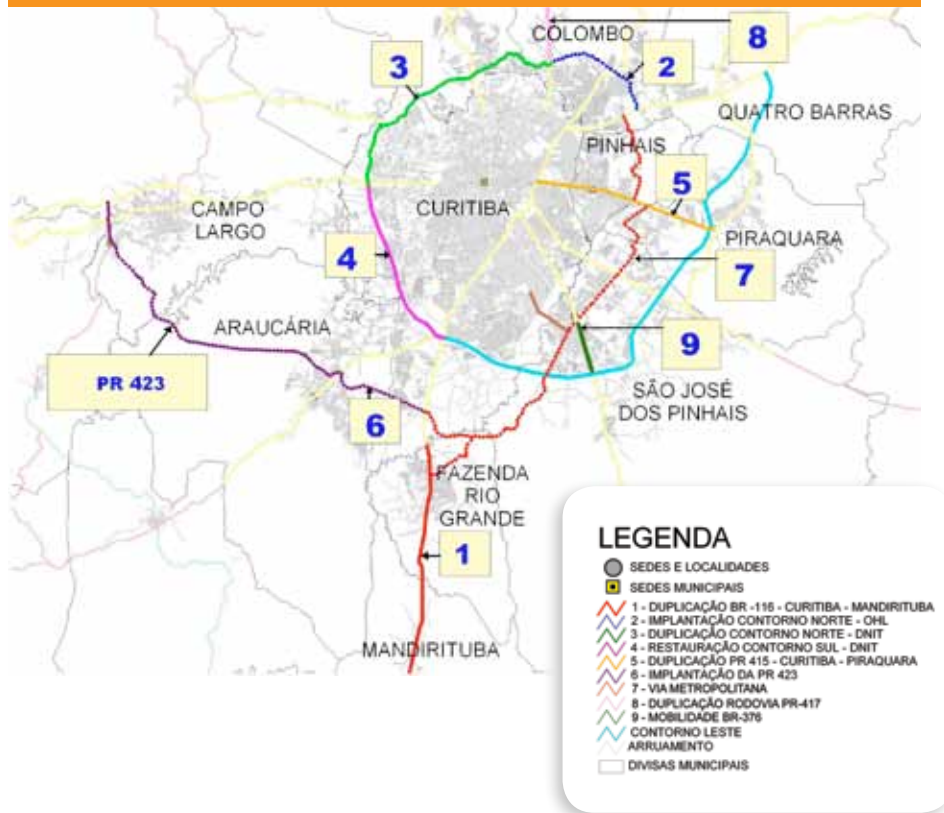 COLOMBO
8
3
2
QUATRO BARRAS
PINHAIS
5
CAMPO
LARGO
CURITIBA
PIRAQUARA
4
7
ARAUCÁRIA
9
PR 423
SÃO JOSÉ
DOS PINHAIS
6
FAZENDA
RIO
GRANDE
1
MANDIRITUBA
LEGENDA
SEDES E LOCALIDADES
SEDES MUNICIPAIS
1 - DUPLICAÇÃO BR -116 - CURITIBA - MANDIRITUBA
2 - IMPLANTAÇÃO CONTORNO NORTE - OHL
3 - DUPLICAÇÃO CONTORNO NORTE - DNIT
4 - RESTAURAÇÃO CONTORNO SUL - DNIT
5 - DUPLICAÇÃO PR 415 - CURITIBA - PIRAQUARA
6 - IMPLANTAÇÃO DA PR 423
7 - VIA METROPOLITANA
8 - DUPLICAÇÃO RODOVIA PR-417
9 - MOBILIDADE BR-376
CONTORNO LESTE
ARRUAMENTO
DIVISAS MUNICIPAIS